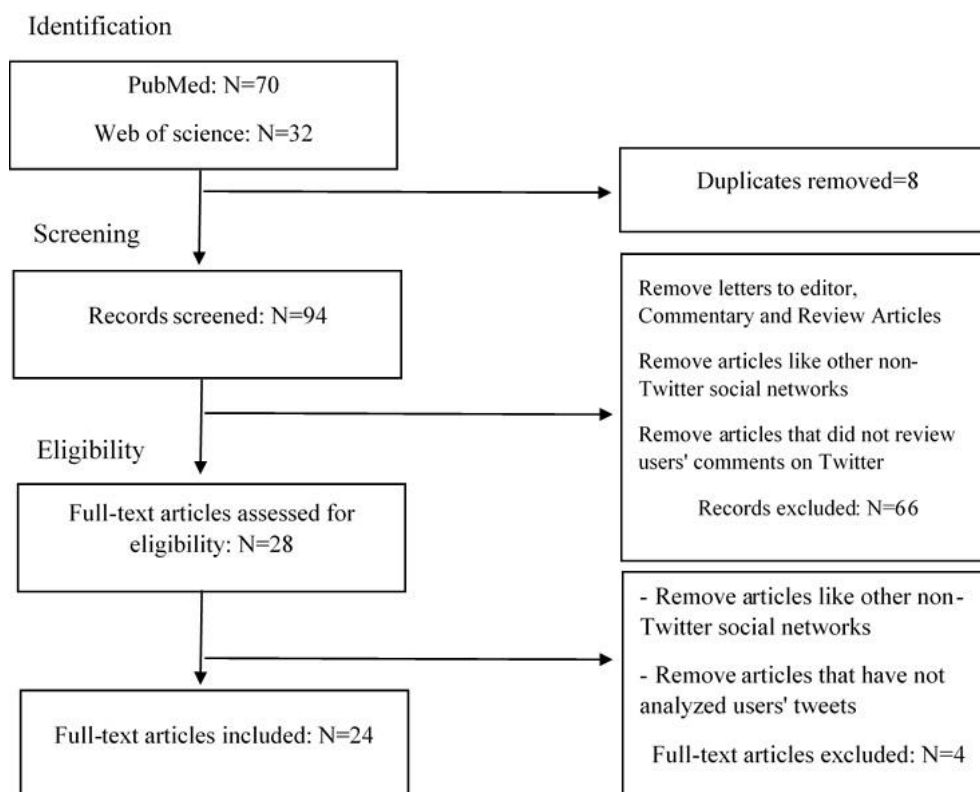 Identification
PubMed: N=70
Web of science: N=32
Duplicates removed=8
Screening
Records screened: N=94
Remove letters to editor,
Commentary and Review Articles
Remove articles like other non-
Twitter social networks
Remove articles that did not review
users' comments on Twitter
Records excluded: N=66
Eligibility
Full-text articles assessed for
eligibility: N=28
- Remove articles like other non-
Twitter social networks
- Remove articles that have not
analyzed users' tweets
Full-text articles excluded: N=4
Full-text articles included: N=24